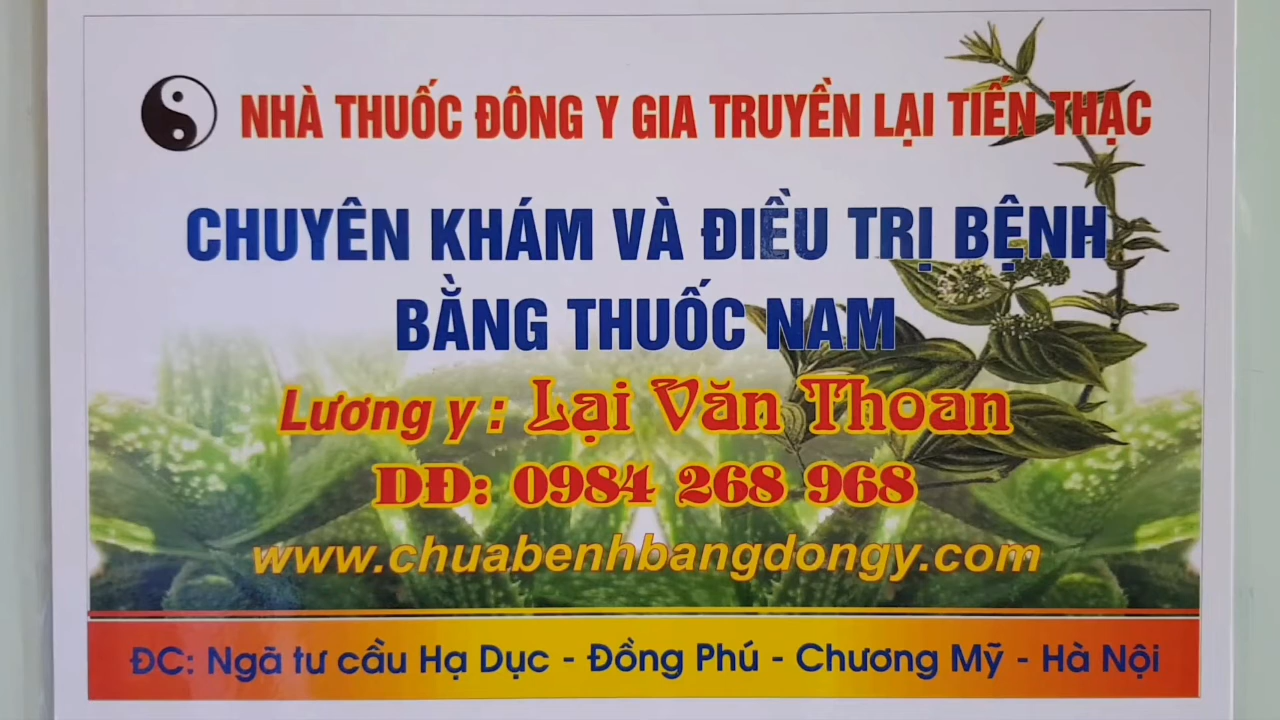 NHÀ THUỐC ĐÔNG Y GIA TRUYỀN LẠI TIẾN THẠC
CHUYÊN KHÁM VÀ ĐIỀU TRỊ BỆNH
BẰNG THUỐC NAM
Lương y : Lại Văn Thoan
DĐ: 0984 268 968
www.chuabenhbangdongy.com
ĐC: Ngã tư cầu Hạ Dục - Đồng Phú - Chương Mỹ - Hà Nội